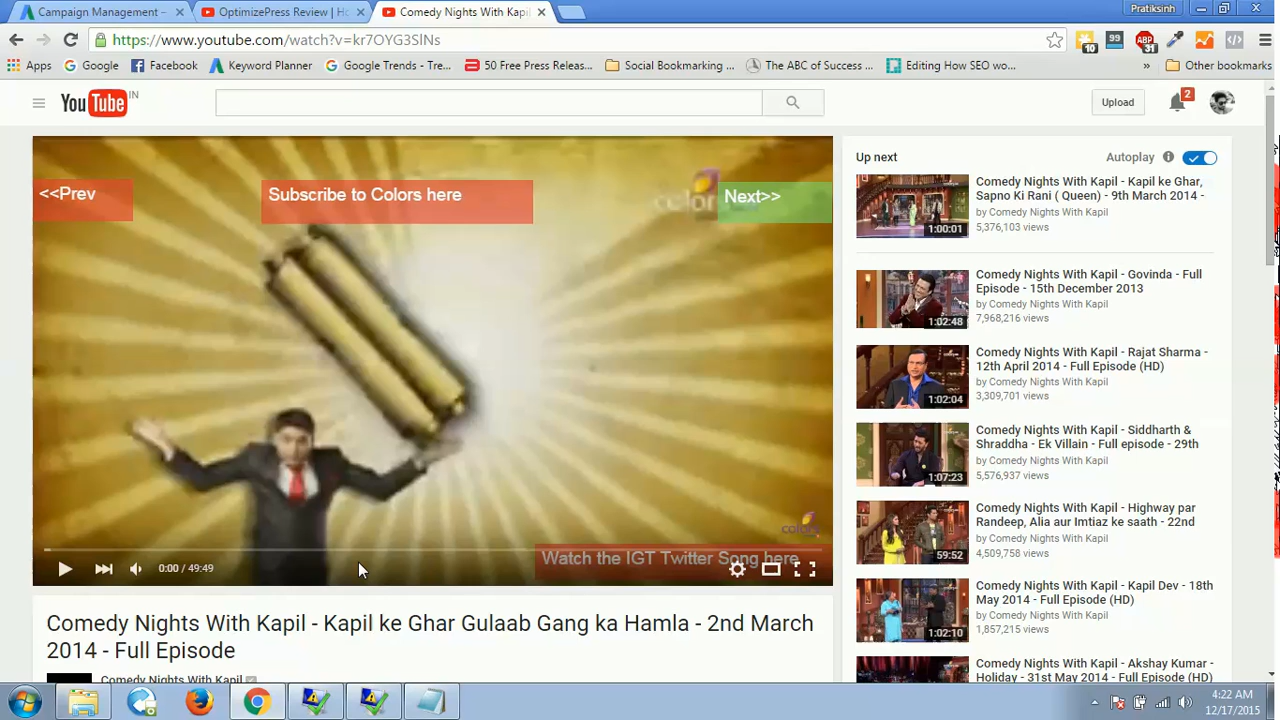 Campaign Management -
OptimizePress Review | Ho
Comedy Nights With Kapil
Pratiksinh
https://www.youtube.com/watch?v=kr7OYG3SlNs
10
99
ABP
31
Apps
Google
Facebook
Keyword Planner
Google Trends - Tre...
50 Free Press Releas...
Social Bookmarking ...
The ABC of Success ...
Editing How SEO wo...
»
Other bookmarks
YouTube IN
Upload
2
<<Prev
Subscribe to Colors here
Next>>
colors
Watch the IGT Twitter Song here
0:00 / 49:49
Comedy Nights With Kapil - Kapil ke Ghar Gulaab Gang ka Hamla - 2nd March
2014 - Full Episode
Comedy Nights With Kapil
Up next
Autoplay
Comedy Nights With Kapil - Kapil ke Ghar,
Sapno Ki Rani ( Queen) - 9th March 2014 -
by Comedy Nights With Kapil
5,376,103 views
1:00:01
Comedy Nights With Kapil - Govinda - Full
Episode - 15th December 2013
by Comedy Nights With Kapil
7,968,216 views
1:02:48
Comedy Nights With Kapil - Rajat Sharma -
12th April 2014 - Full Episode (HD)
by Comedy Nights With Kapil
3,309,701 views
1:02:04
Comedy Nights With Kapil - Siddharth &
Shraddha - Ek Villain - Full episode - 29th
by Comedy Nights With Kapil
5,576,937 views
1:07:23
Comedy Nights With Kapil - Highway par
Randeep, Alia aur Imtiaz ke saath - 22nd
by Comedy Nights With Kapil
4,509,758 views
59:52
Comedy Nights With Kapil - Kapil Dev - 18th
May 2014 - Full Episode (HD)
by Comedy Nights With Kapil
1,857,215 views
1:02:10
Comedy Nights With Kapil - Akshay Kumar -
Holiday - 31st May 2014 - Full Episode (HD)
4:22 AM
12/17/2015